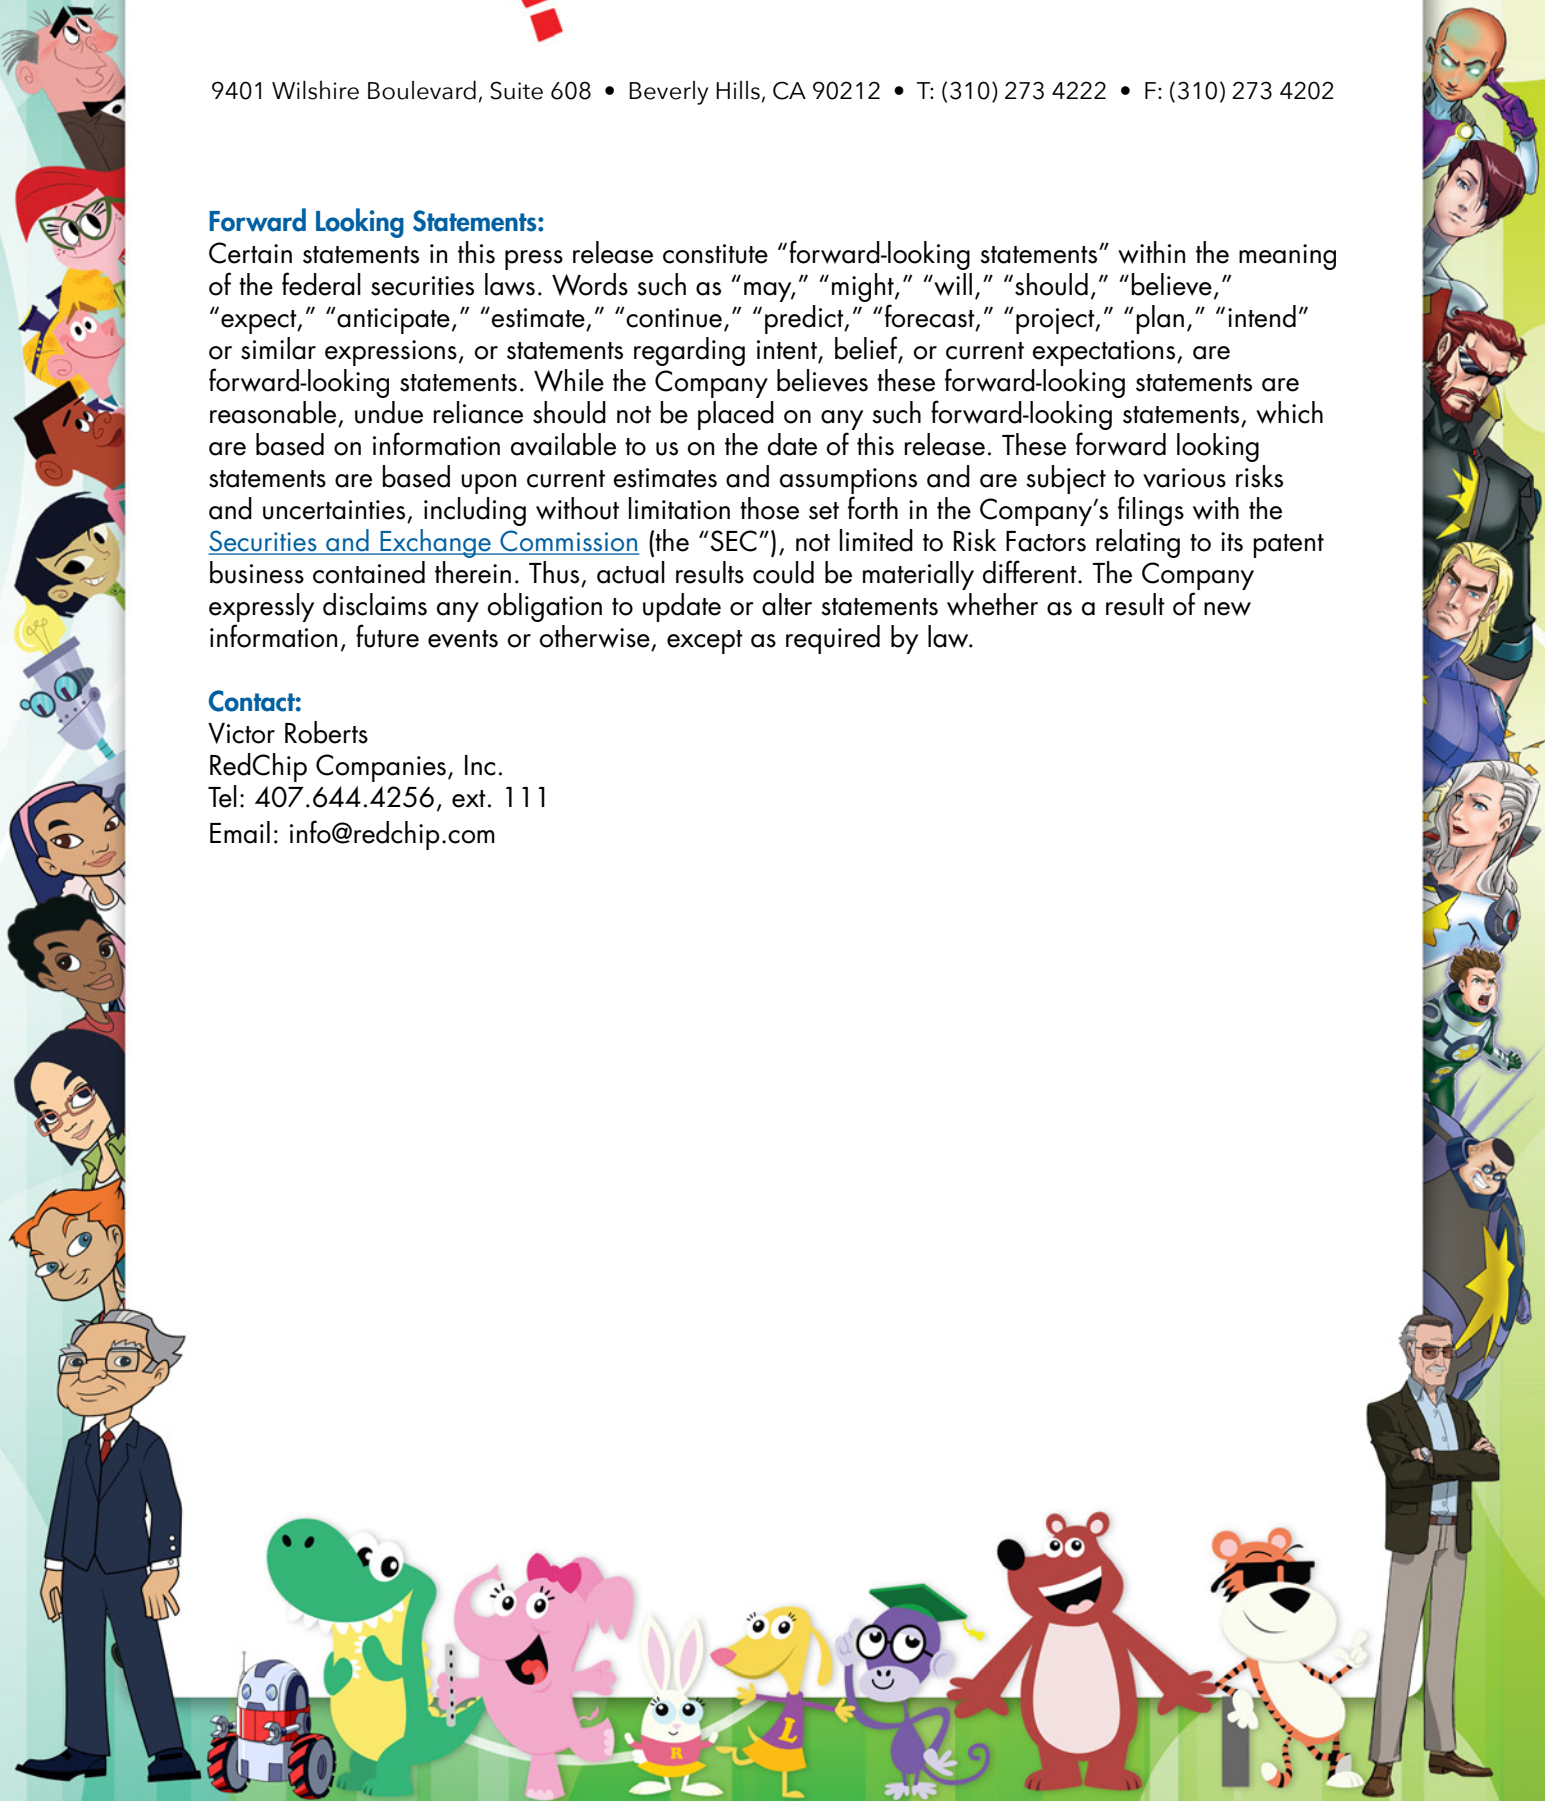 9401 Wilshire Boulevard, Suite 608 • Beverly Hills, CA 90212 • T: (310) 273 4222 • F: (310) 273 4202
Forward Looking Statements:
Certain statements in this press release constitute “forward-looking statements” within the meaning
of the federal securities laws. Words such as “may,” “might,” “will,” “should,” “believe,”
“expect,” “anticipate,” “estimate,” “continue,” “predict,” “forecast,” “project,” “plan,” “intend”
or similar expressions, or statements regarding intent, belief, or current expectations, are
forward-looking statements. While the Company believes these forward-looking statements are
reasonable, undue reliance should not be placed on any such forward-looking statements, which
are based on information available to us on the date of this release. These forward looking
statements are based upon current estimates and assumptions and are subject to various risks
and uncertainties, including without limitation those set forth in the Company’s filings with the
Securities and Exchange Commission (the “SEC”), not limited to Risk Factors relating to its patent
business contained therein. Thus, actual results could be materially different. The Company
expressly disclaims any obligation to update or alter statements whether as a result of new
information, future events or otherwise, except as required by law.
Contact:
Victor Roberts
RedChip Companies, Inc.
Tel: 407.644.4256, ext. 111
Email: info@redchip.com
L
R